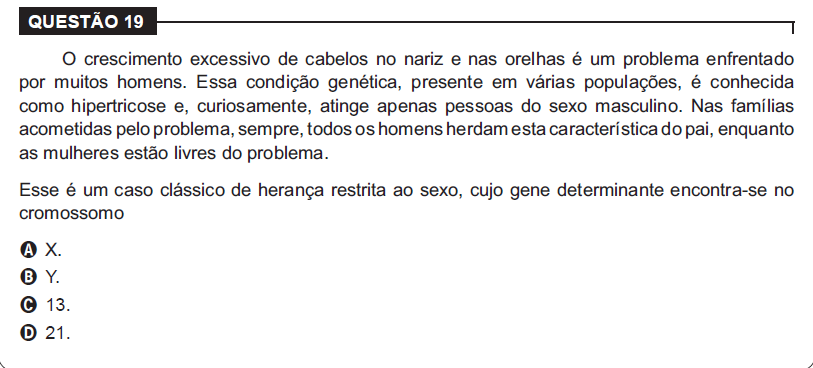 QUESTÃO 19
O crescimento excessivo de cabelos no nariz e nas orelhas é um problema enfrentado
por muitos homens. Essa condição genética, presente em várias populações, é conhecida
como hipertricose e, curiosamente, atinge apenas pessoas do sexo masculino. Nas famílias
acometidas pelo problema, sempre, todos os homens herdam esta característica do pai, enquanto
as mulheres estão livres do problema.
Esse é um caso clássico de herança restrita ao sexo, cujo gene determinante encontra-se no
cromossomo
A X.
B Y.
C 13.
D 21.